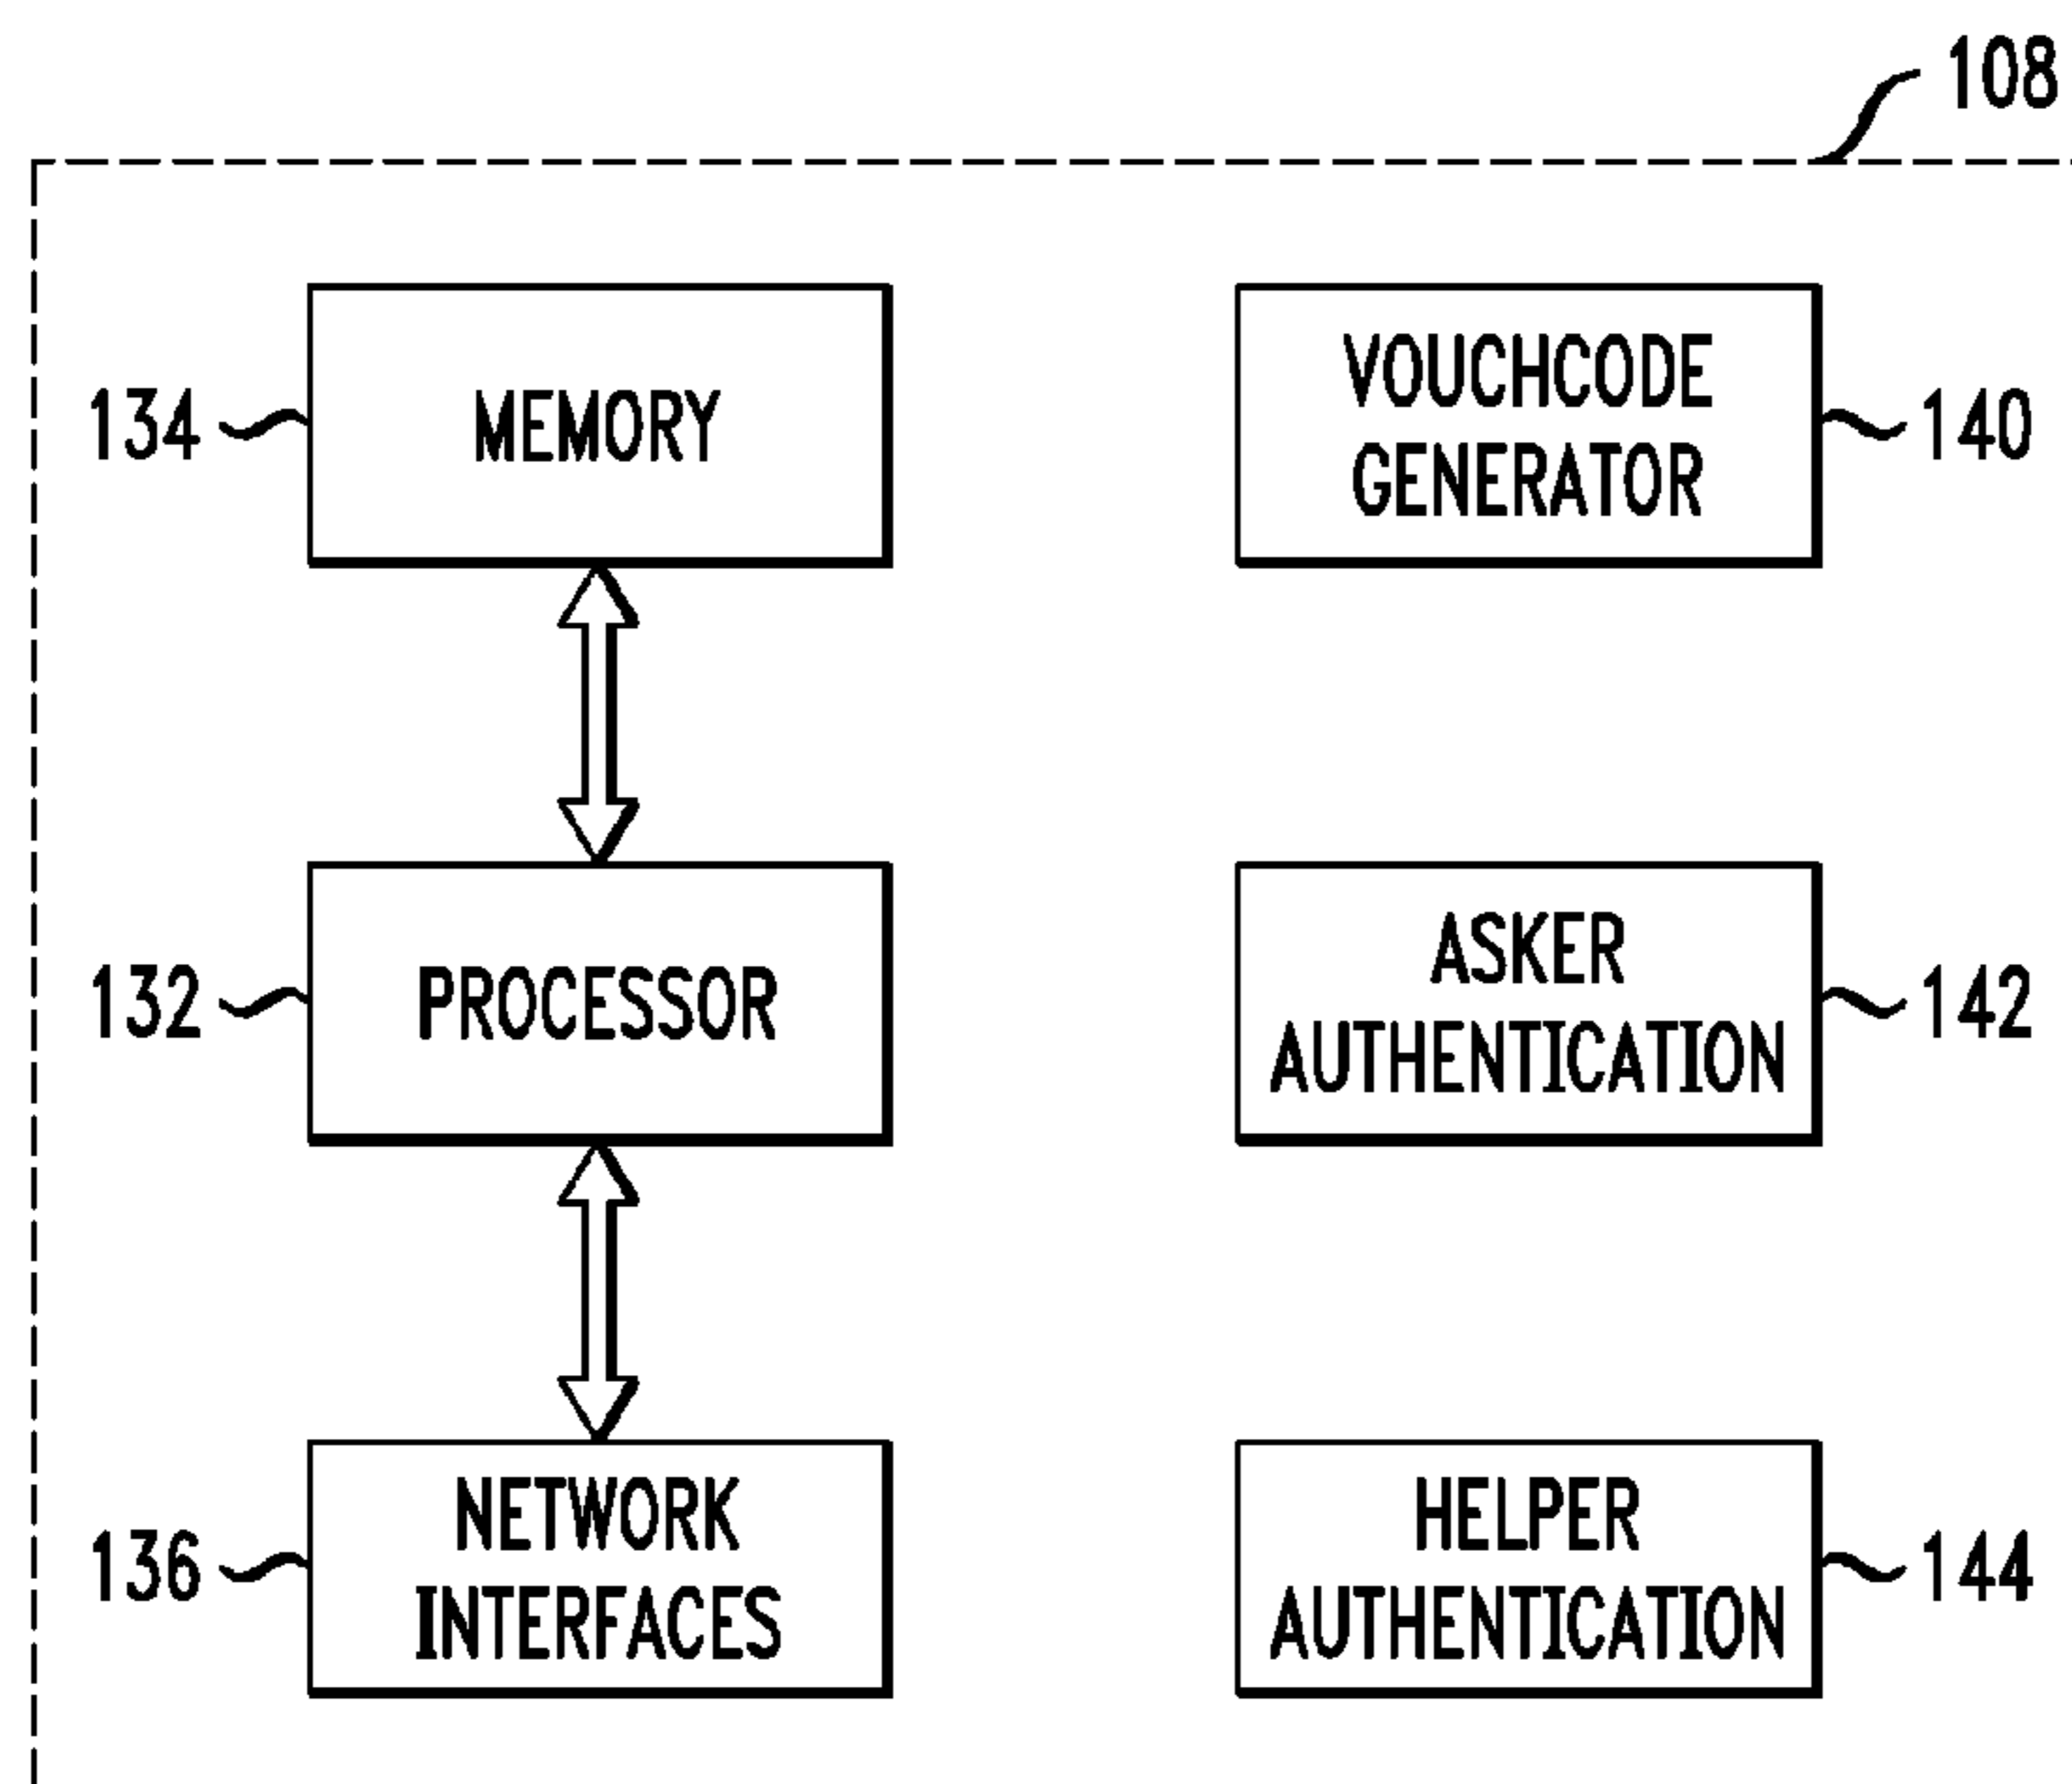 108
134
MEMORY
VOUCHCODE
GENERATOR
140
132
PROCESSOR
ASKER
AUTHENTICATION
142
136
NETWORK
INTERFACES
HELPER
AUTHENTICATION
144